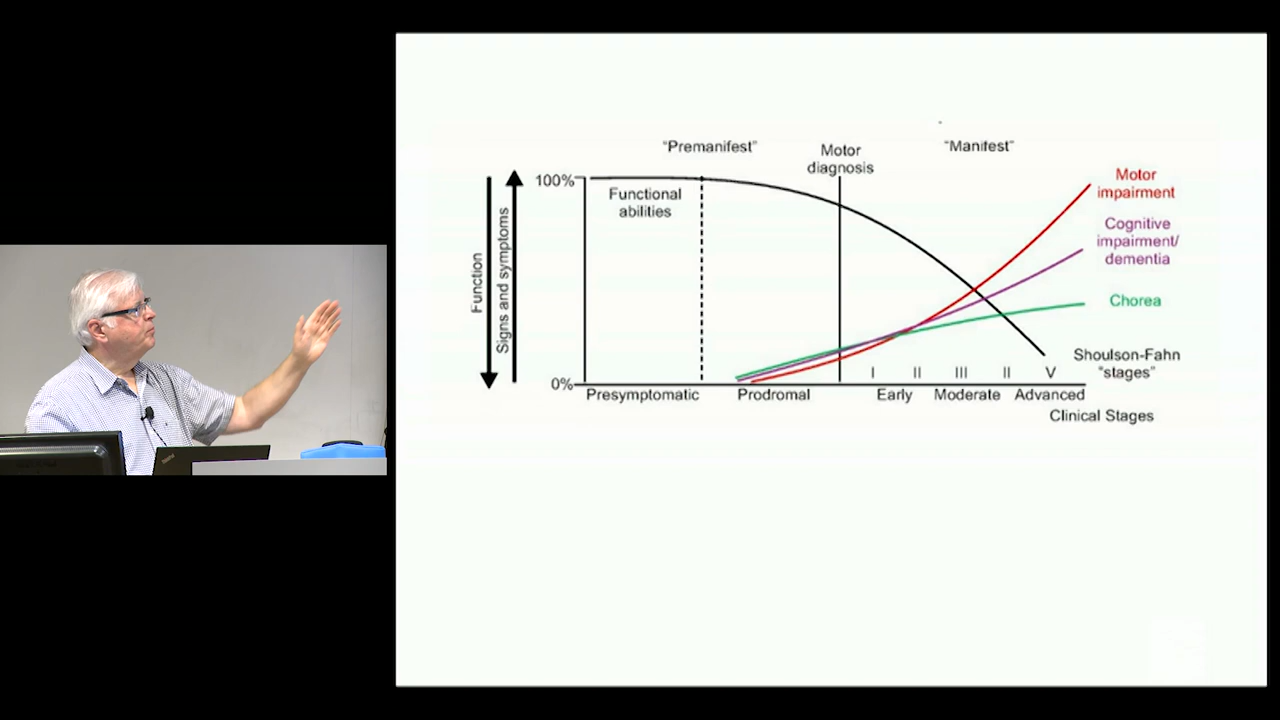 "Premanifest"
Motor
diagnosis
"Manifest"
100%
Functional
abilities
Function
Signs and symptoms
0%
Motor
impairment
Cognitive
impairment/
dementia
Chorea
I II III II V
Shoulson-Fahn
"stages"
Presymptomatic Prodromal Early Moderate Advanced
Clinical Stages